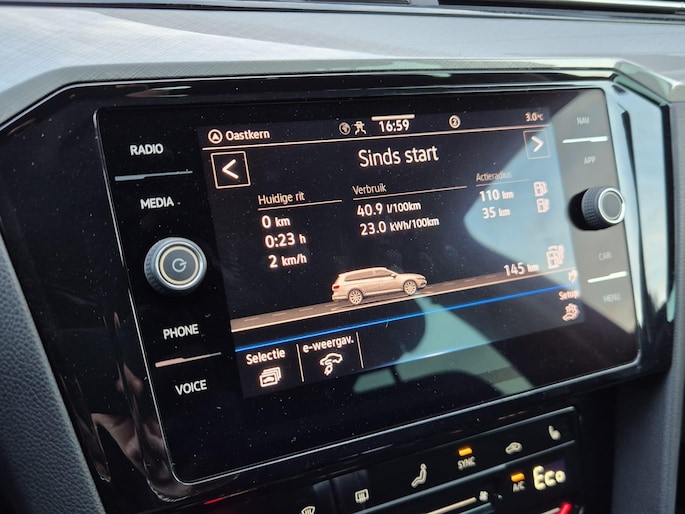 RADIO
MEDIA
PHONE
VOICE
Oastkern
16:59
2
3.0°C
<
Sinds start
>
Huidige rit
0 km
0:23 h
2 km/h
Verbruik
40.9 l/100km
23.0 kWh/100km
Actieradius
110 km
35 km
145 km
Selectie
e-weergav.
Setup
NAV
APP
CAR
MENU
SYNC
A/C
Eco